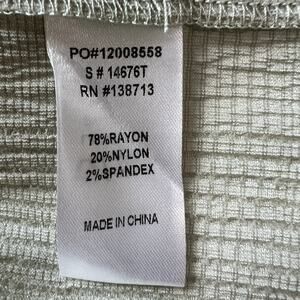 PO#12008558
S # 14676T
RN #138713
78%RAYON
20%NYLON
2%SPANDEX
MADE IN CHINA